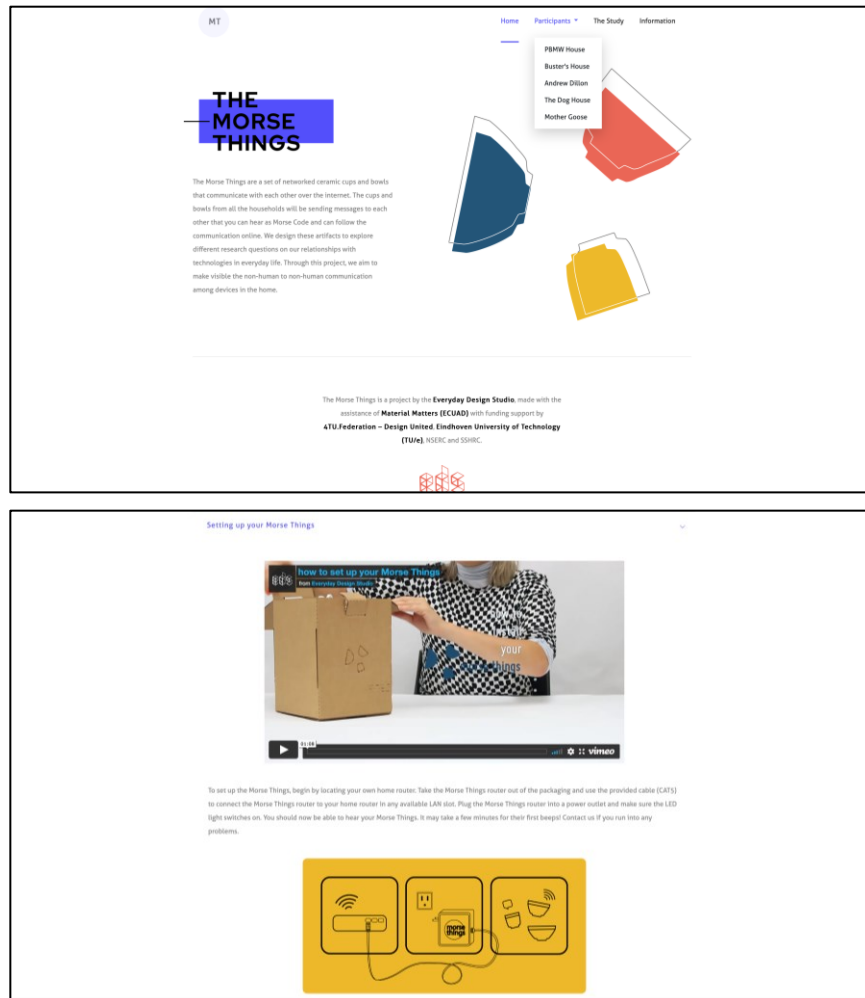 MT
Home Participants The Study Information
PBMW House
Buster's House
Andrew Dillon
The Dog House
Mother Goose
THE
MORSE
THINGS
The Morse Things are a set of networked ceramic cups and bowls
that communicate with each other over the internet. The cups and
bowls from all the households will be sending messages to each
other that you can hear as Morse Code and can follow the
communication online. We design these artifacts to explore
different research questions on our relationships with
technologies in everyday life. Through this project, we aim to
make visible the non-human to non-human communication
among devices in the home.
The Morse Things is a project by the Everyday Design Studio, made with the
assistance of Material Matters (ECUAD) with funding support by
4TU.Federation – Design United, Eindhoven University of Technology
(TU/e), NSERC and SSHRC.
eds
Setting up your Morse Things
eds
how to set up your Morse Things
from Everyday Design Studio
your
things
01:06
vimeo
To set up the Morse Things, begin by locating your own home router. Take the Morse Things router out of the packaging and use the provided cable (CAT5)
to connect the Morse Things router to your home router in any available LAN slot. Plug the Morse Things router into a power outlet and make sure the LED
light switches on. You should now be able to hear your Morse Things. It may take a few minutes for their first beeps! Contact us if you run into any
problems.
morse
things